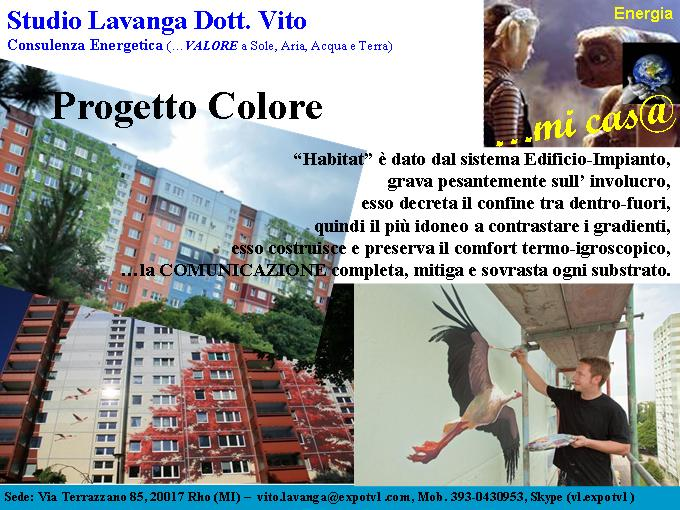 Studio Lavanga Dott. Vito
Consulenza Energetica (…VALORE a Sole, Aria, Acqua e Terra)
Energia
Progetto Colore
…mi cas@
“Habitat” è dato dal sistema Edificio-Impianto,
grava pesantemente sull’ involucro,
esso decreta il confine tra dentro-fuori,
quindi il più idoneo a contrastare i gradienti,
esso costruisce e preserva il comfort termo-igroscopico,
…la COMUNICAZIONE completa, mitiga e sovrasta ogni substrato.
Sede: Via Terrazzano 85, 20017 Rho (MI) – vito.lavanga@expotvl.com, Mob. 393-0430953, Skype (vl.expotvl)